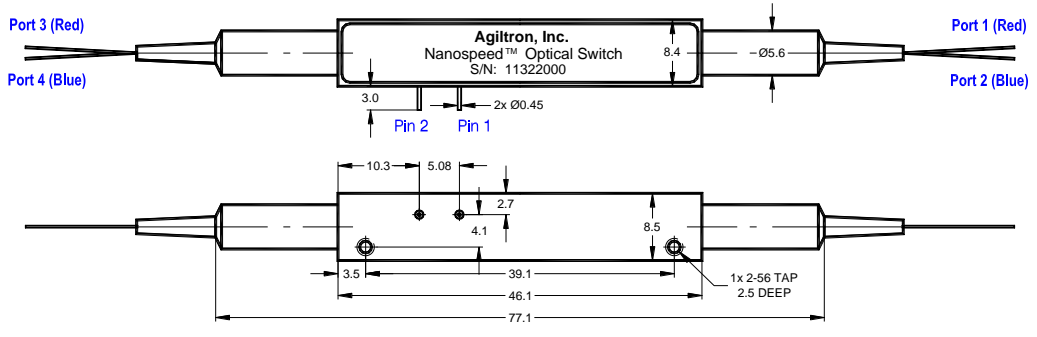 Port 3 (Red)
Port 4 (Blue)
Agiltron, Inc.
Nanospeed™ Optical Switch
S/N: 11322000
8.4
Ø5.6
Port 1 (Red)
Port 2 (Blue)
3.0
2x Ø0.45
Pin 2
Pin 1
10.3
5.08
2.7
4.1
8.5
3.5
39.1
1x 2-56 TAP
2.5 DEEP
46.1
77.1